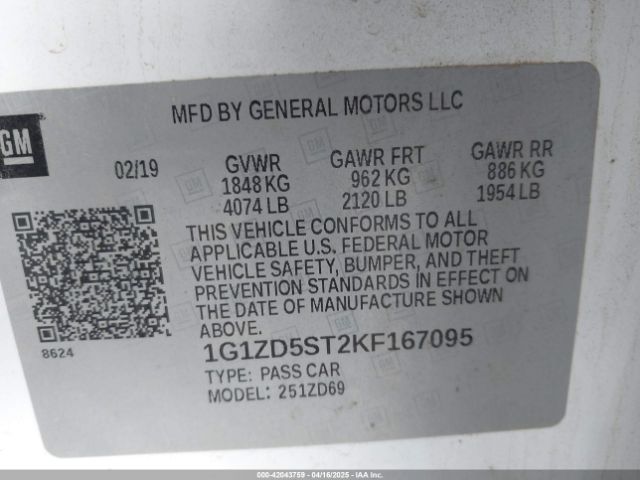 MFD BY GENERAL MOTORS LLC
GM
02/19
GVWR GAWR FRT GAWR RR
1848 KG 962 KG 886 KG
4074 LB 2120 LB 1954 LB
THIS VEHICLE CONFORMS TO ALL
APPLICABLE U.S. FEDERAL MOTOR
VEHICLE SAFETY, BUMPER, AND THEFT
PREVENTION STANDARDS IN EFFECT ON
THE DATE OF MANUFACTURE SHOWN
ABOVE.
8624
1G1ZD5ST2KF167095
TYPE: PASS CAR
MODEL: 251ZD69
000-42043759 - 04/16/2025 - IAA Inc.